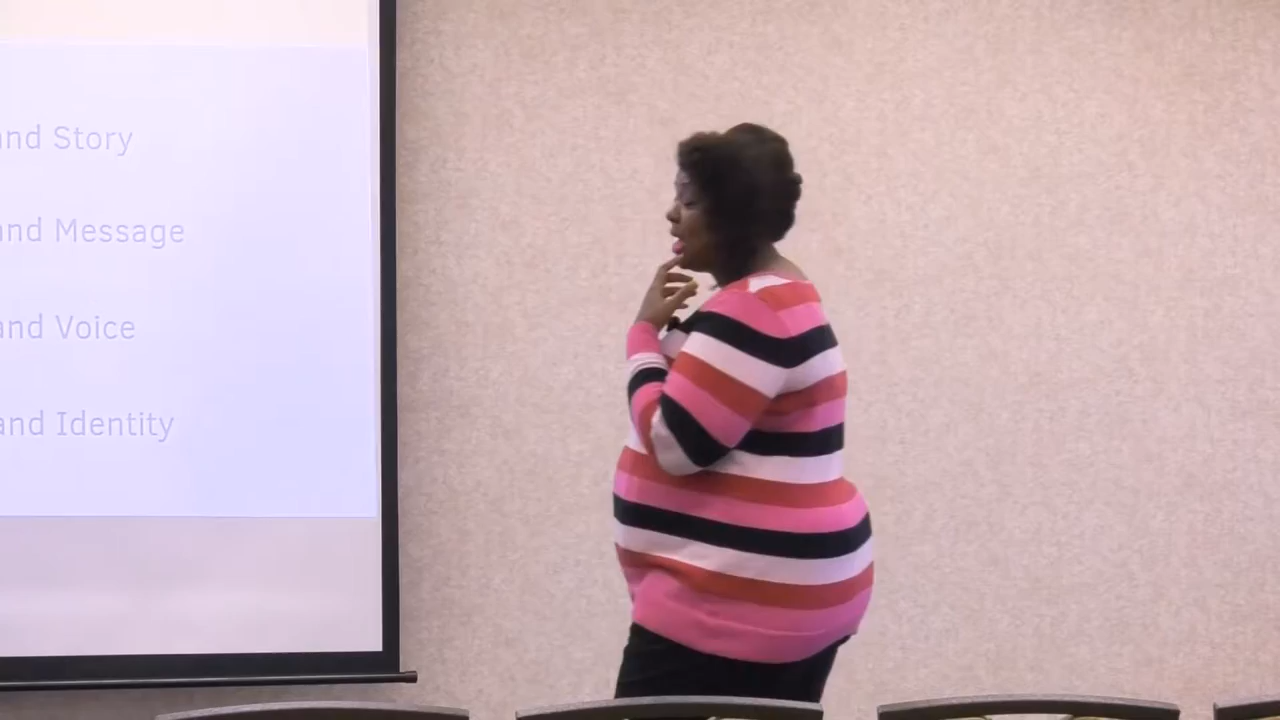 and Story
and Message
and Voice
and Identity